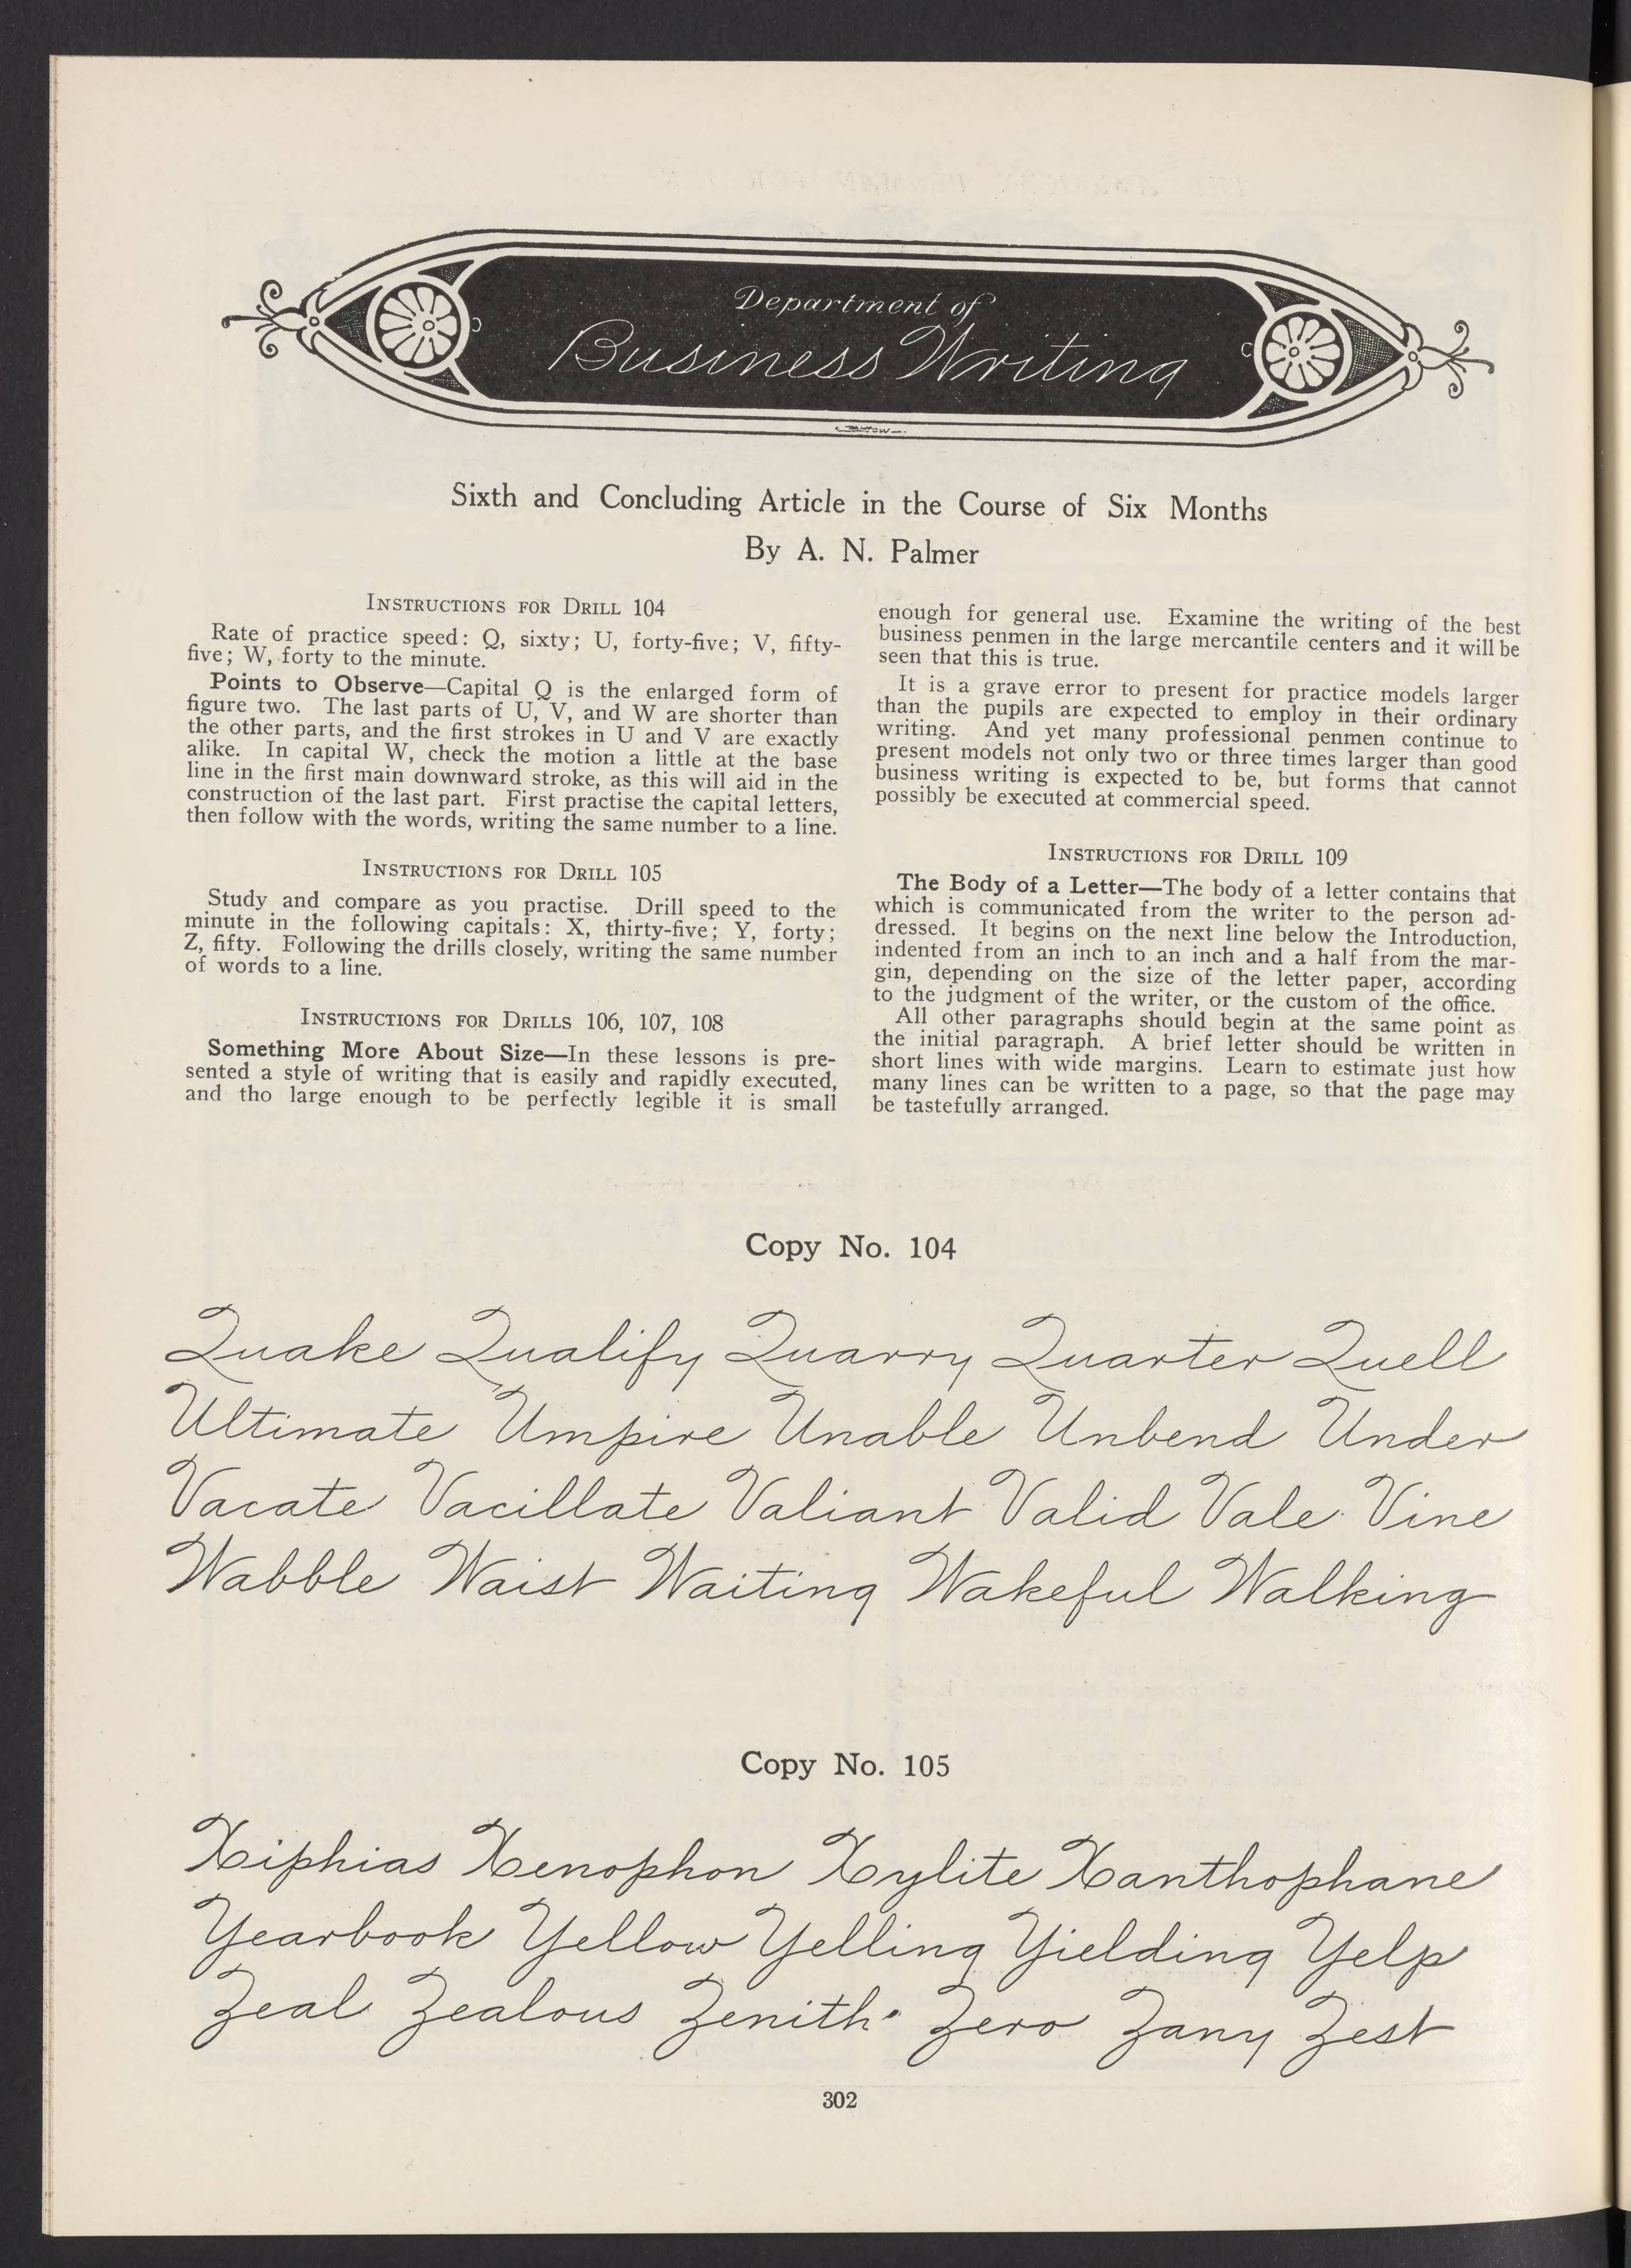 Department of
Business Writing
Sixth and Concluding Article in the Course of Six Months
By A. N. Palmer
INSTRUCTIONS FOR DRILL 104
Rate of practice speed: Q, sixty; U, forty-five; V, fifty-
five; W, forty to the minute.
Points to Observe—Capital Q is the enlarged form of
figure two. The last parts of U, V, and W are shorter than
the other parts, and the first strokes in U and V are exactly
alike. In capital W, check the motion a little at the base
line in the first main downward stroke, as this will aid in the
construction of the last part. First practise the capital letters,
then follow with the words, writing the same number to a line.
INSTRUCTIONS FOR DRILL 105
Study and compare as you practise. Drill speed to the
minute in the following capitals: X, thirty-five; Y, forty;
Z, fifty. Following the drills closely, writing the same number
of words to a line.
INSTRUCTIONS FOR DRILLS 106, 107, 108
Something More About Size—In these lessons is pre-
sented a style of writing that is easily and rapidly executed,
and tho large enough to be perfectly legible it is small
enough for general use. Examine the writing of the best
business penmen in the large mercantile centers and it will be
seen that this is true.
It is a grave error to present for practice models larger
than the pupils are expected to employ in their ordinary
writing. And yet many professional penmen continue to
present models not only two or three times larger than good
business writing is expected to be, but forms that cannot
possibly be executed at commercial speed.
INSTRUCTIONS FOR DRILL 109
The Body of a Letter—The body of a letter contains that
which is communicated from the writer to the person ad-
dressed. It begins on the next line below the Introduction,
indented from an inch to an inch and a half from the mar-
gin, depending on the size of the letter paper, according
to the judgment of the writer, or the custom of the office.
All other paragraphs should begin at the same point as
the initial paragraph. A brief letter should be written in
short lines with wide margins. Learn to estimate just how
many lines can be written to a page, so that the page may
be tastefully arranged.
Copy No. 104
Quake Qualify Quarry Quarter Quell
Ultimate Umpire Unable Unbend Under
Vacate Vacillate Valiant Valid Vale Vine
Wabble Waist Waiting Wakeful Walking
Copy No. 105
Xiphias Xenophon Xylite Xanthophane
Yearbook Yellow Yelling Yielding Yelp
Zeal Zealous Zenith Zero Zany Zest
302